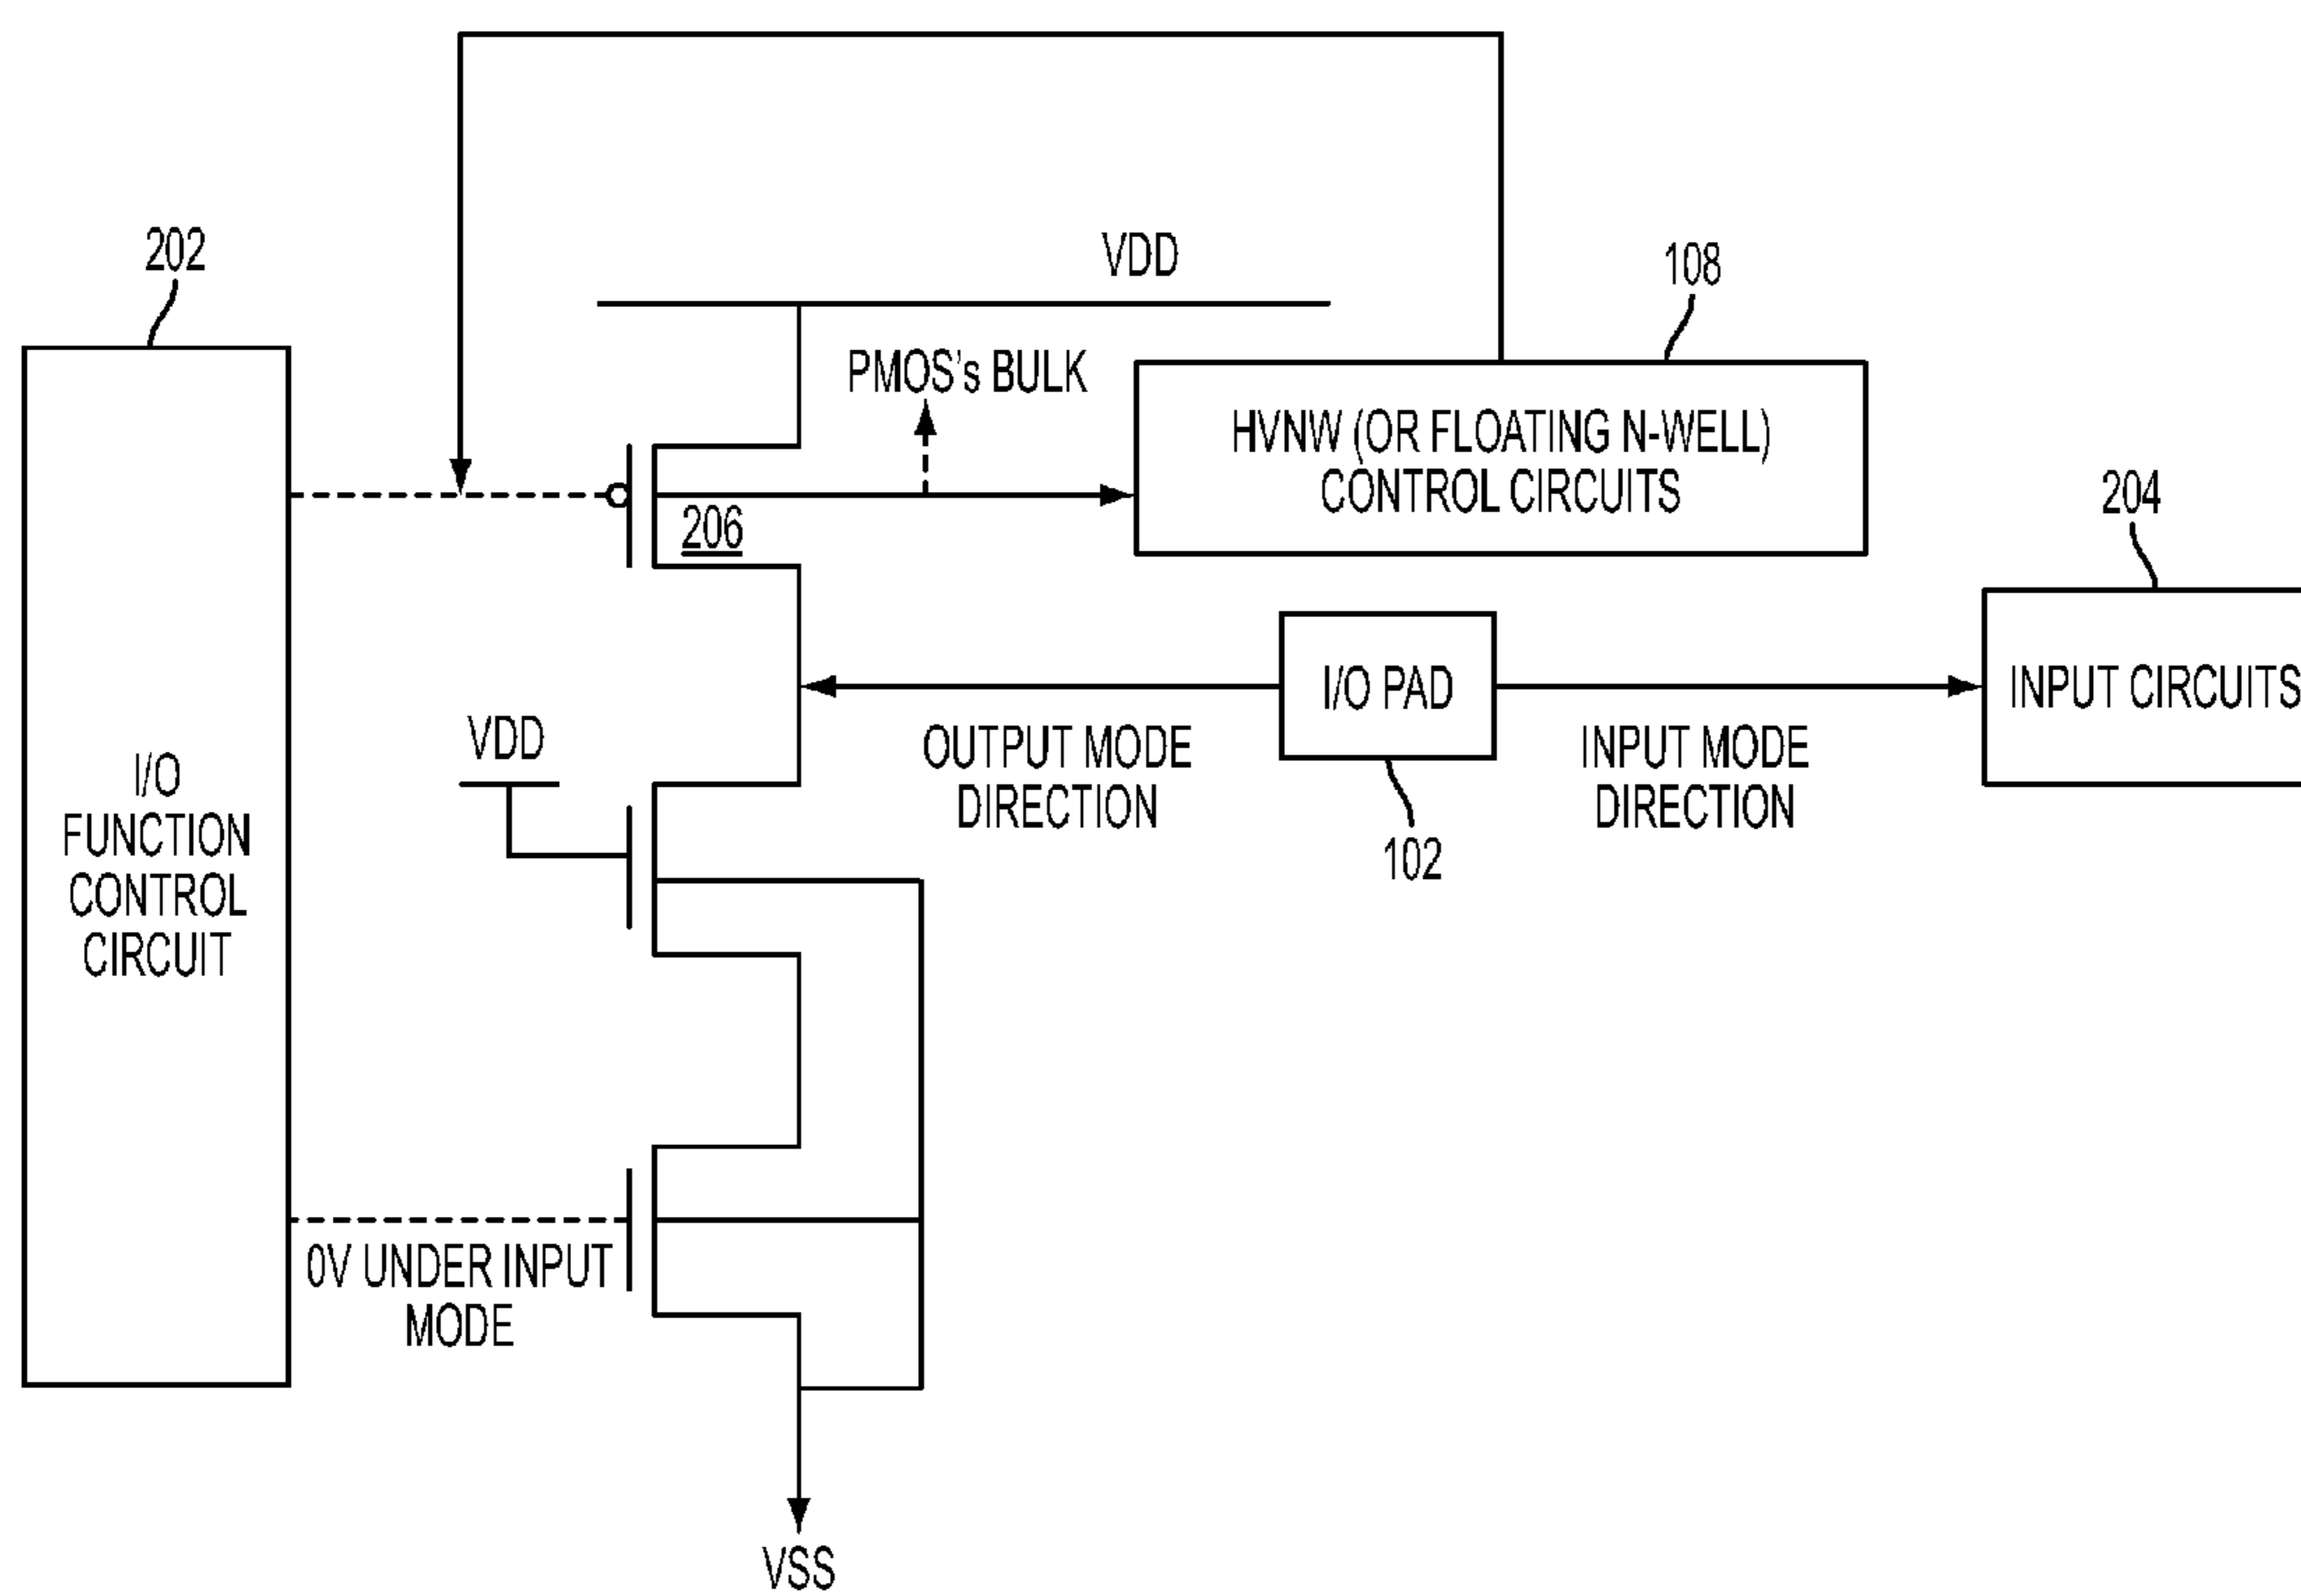 202
VDD
108
PMOS's BULK
HVNW (OR FLOATING N-WELL)
CONTROL CIRCUITS
206
204
I/O PAD
INPUT CIRCUITS
VDD
OUTPUT MODE
DIRECTION
INPUT MODE
DIRECTION
102
I/O
FUNCTION
CONTROL
CIRCUIT
0V UNDER INPUT
MODE
VSS